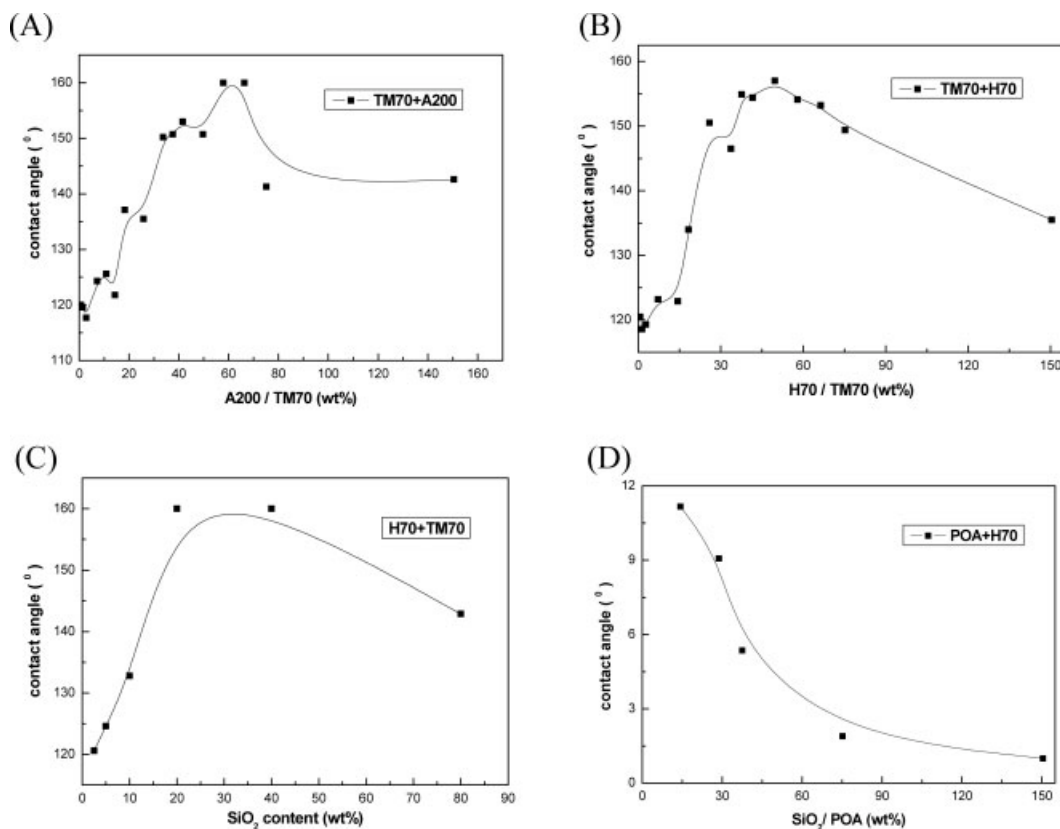 (A)
160
150
140
130
120
110
contact angle ( ⁰ )
TM70+A200
0 20 40 60 80 100 120 140 160
A200 / TM70 (wt%)
(B)
160
150
140
130
120
contact angle ( ⁰ )
TM70+H70
0 30 60 90 120 150
H70 / TM70 (wt%)
(C)
160
150
140
130
120
contact angle ( ⁰ )
H70+TM70
0 10 20 30 40 50 60 70 80 90
SiO₂ content (wt%)
(D)
12
9
6
3
0
contact angle ( ⁰ )
POA+H70
0 30 60 90 120 150
SiO₂/ POA (wt%)